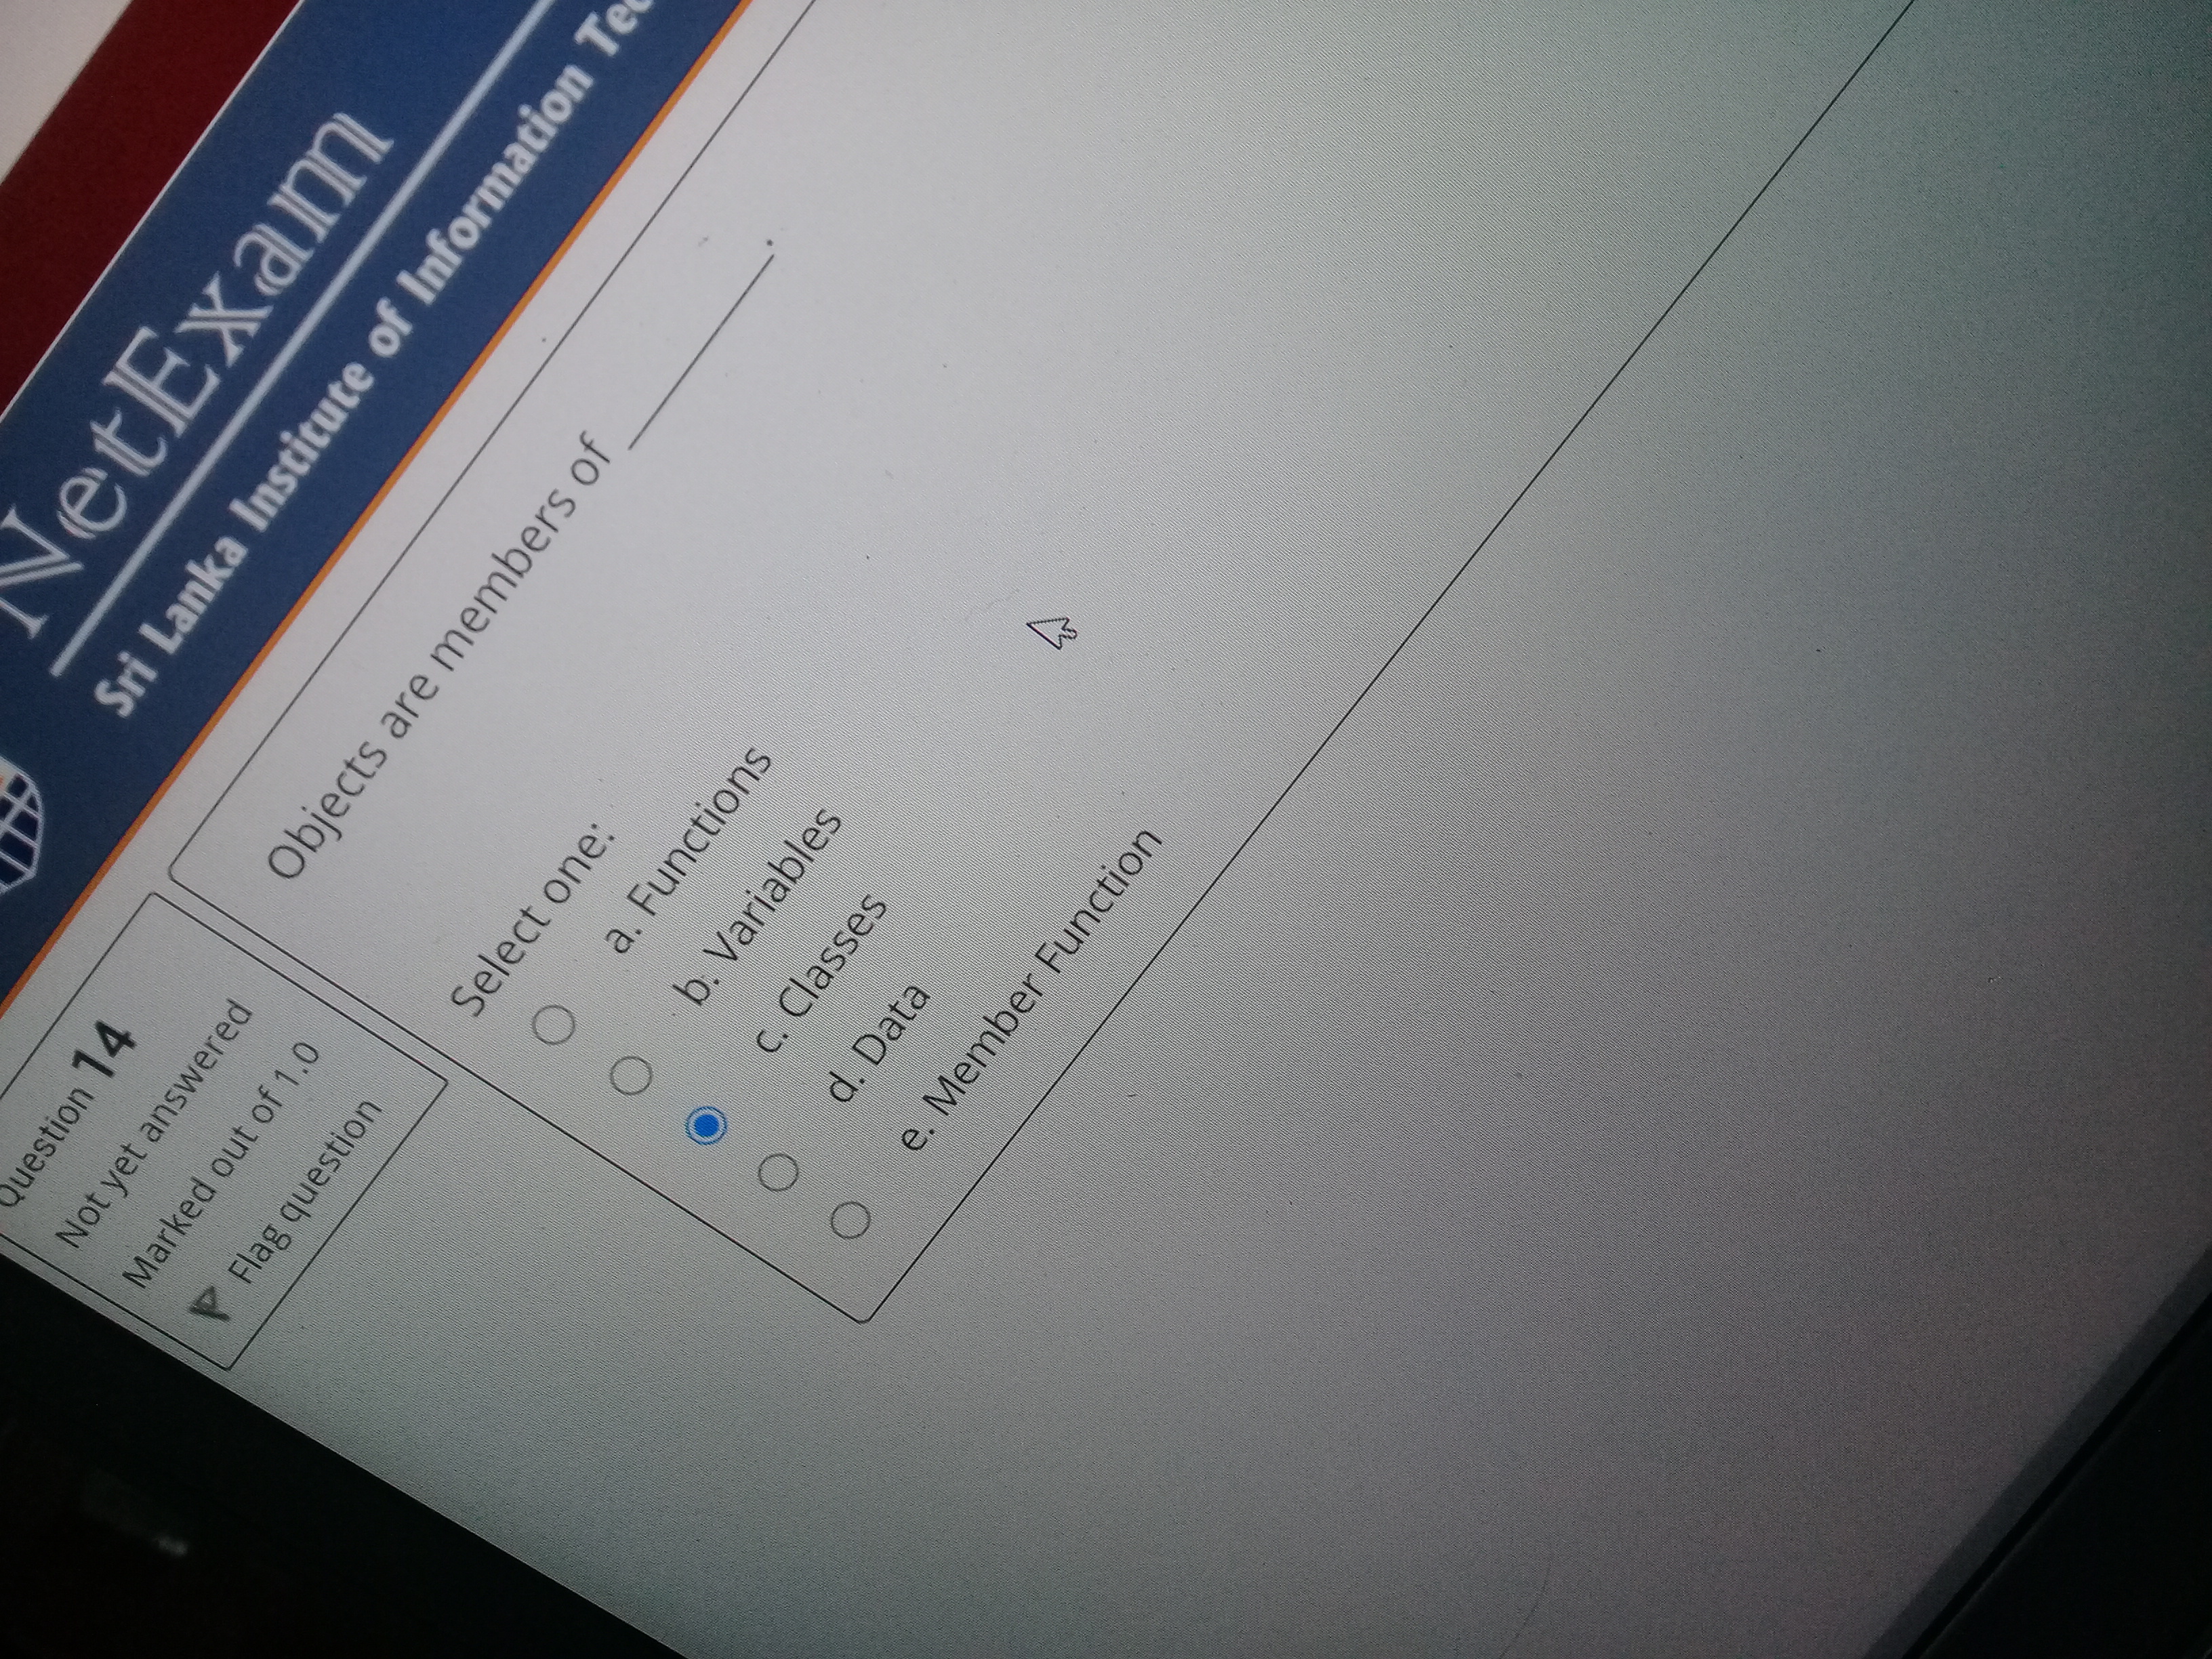 NetExam
Sri Lanka Institute of Information
Question 14
Not yet answered
Marked out of 1.0
Flag question
Objects are members of ________.
Select one:
a. Functions
b. Variables
c. Classes
d. Data
e. Member Function